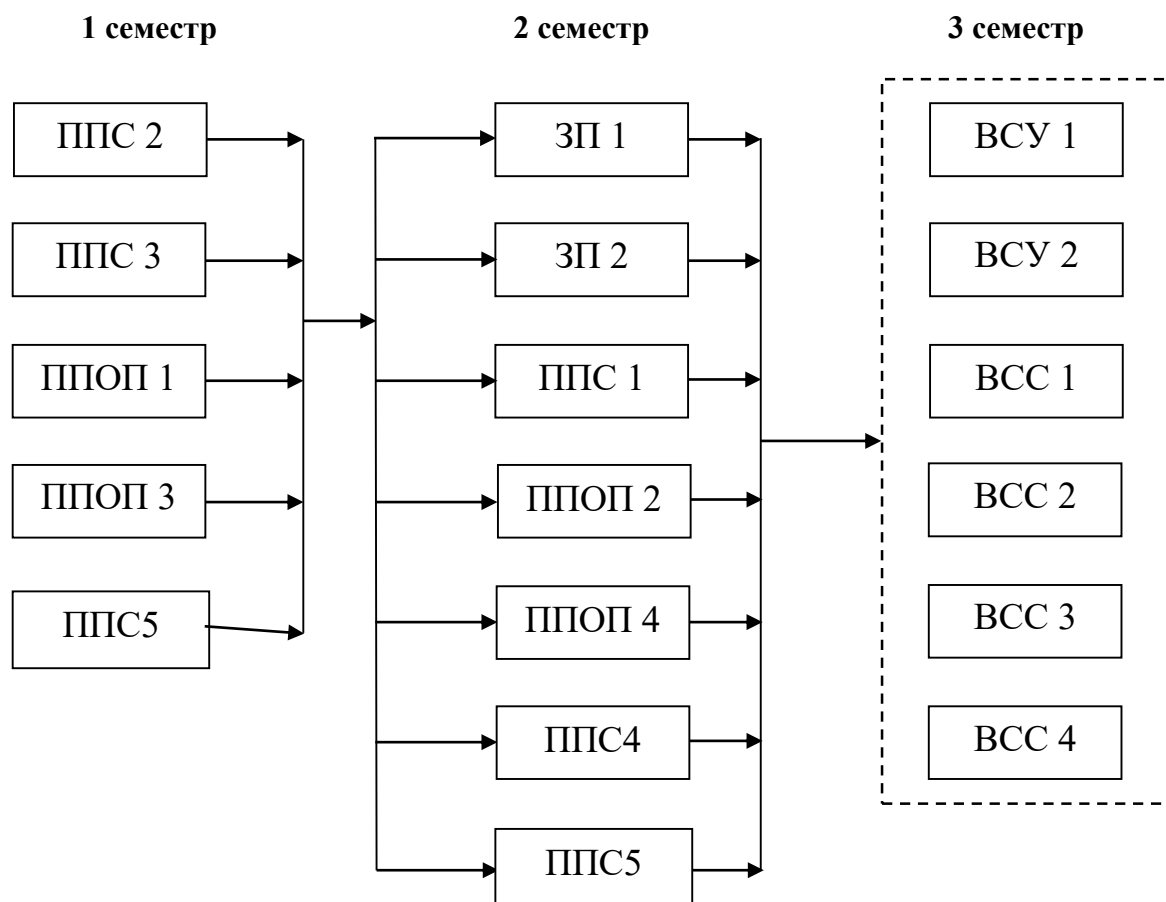 1 семестр
2 семестр
3 семестр
ППС 2
ЗП 1
ВСУ 1
ППС 3
ЗП 2
ВСУ 2
ППОП 1
ППС 1
ВСС 1
ППОП 3
ППОП 2
ВСС 2
ППС5
ППОП 4
ВСС 3
ППС4
ВСС 4
ППС5